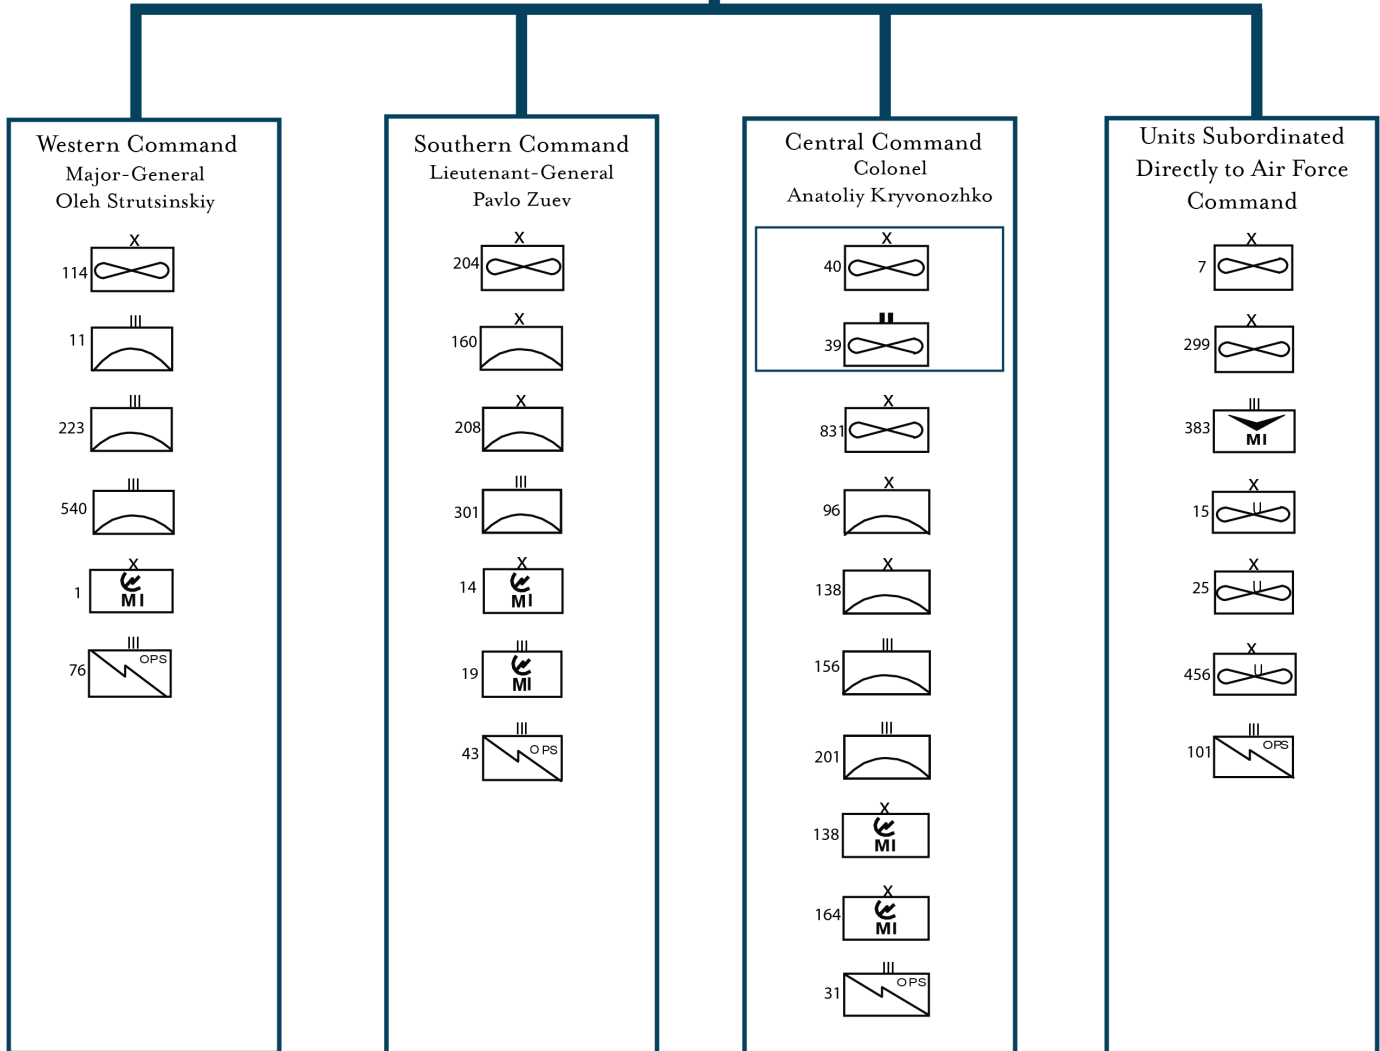 Western Command
Major-General
Oleh Strutsinskiy
X
114
III
11
III
223
III
540
X
1
MI
III
76
OPS
Southern Command
Lieutenant-General
Pavlo Zuev
X
204
X
160
X
208
III
301
X
14
MI
III
19
MI
III
43
OPS
Central Command
Colonel
Anatoliy Kryvonozhko
X
40
II
39
X
831
X
96
X
138
III
156
III
201
X
138
MI
X
164
MI
III
31
OPS
Units Subordinated
Directly to Air Force
Command
X
7
X
299
III
383
MI
X
15
U
X
25
U
X
456
U
III
101
OPS